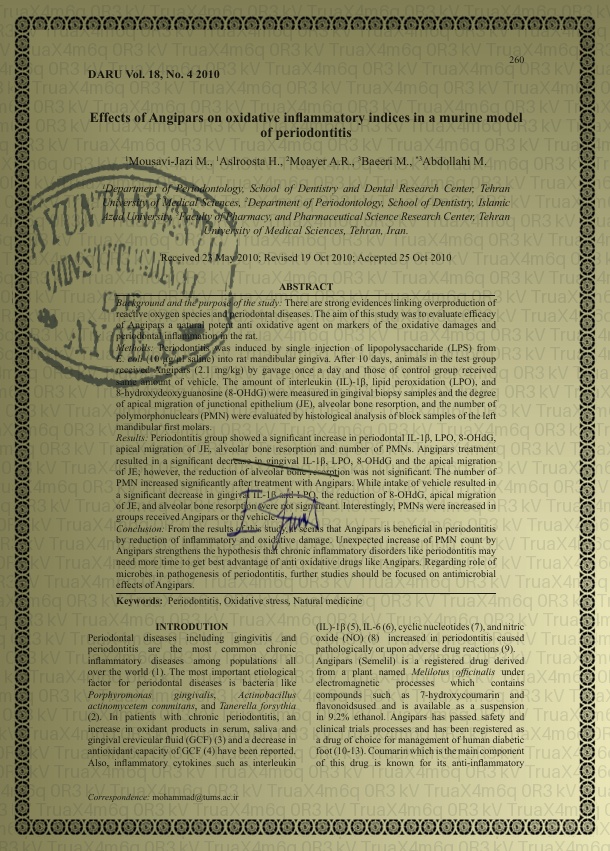 260
DARU Vol. 18, No. 4 2010
Effects of Angipars on oxidative inflammatory indices in a murine model
of periodontitis
1Mousavi-Jazi M., 1Aslroosta H., 2Moayer A.R., 3Baeeri M., *3Abdollahi M.
1Department of Periodontology, School of Dentistry and Dental Research Center, Tehran
University of Medical Sciences, 2Department of Periodontology, School of Dentistry, Islamic
Azad University, 3Faculty of Pharmacy, and Pharmaceutical Science Research Center, Tehran
University of Medical Sciences, Tehran, Iran.
Received 23 May 2010; Revised 19 Oct 2010; Accepted 25 Oct 2010
ABSTRACT
Background and the purpose of the study: There are strong evidences linking overproduction of
reactive oxygen species and periodontal diseases. The aim of this study was to evaluate efficacy
of Angipars a natural potent anti oxidative agent on markers of the oxidative damages and
periodontal inflammation in the rat.
Methods: Periodontitis was induced by single injection of lipopolysaccharide (LPS) from
E. coli (10 µg µl saline) into rat mandibular gingiva. After 10 days, animals in the test group
received Angipars (2.1 mg/kg) by gavage once a day and those of control group received
same amount of vehicle. The amount of interleukin (IL)-1β, lipid peroxidation (LPO), and
8-hydroxydeoxyguanosine (8-OHdG) were measured in gingival biopsy samples and the degree
of apical migration of junctional epithelium (JE), alveolar bone resorption, and the number of
polymorphonuclears (PMN) were evaluated by histological analysis of block samples of the left
mandibular first molars.
Results: Periodontitis group showed a significant increase in periodontal IL-1β, LPO, 8-OHdG,
apical migration of JE, alveolar bone resorption and number of PMNs. Angipars treatment
resulted in a significant decrease in gingival IL-1β, LPO, 8-OHdG and the apical migration
of JE; however, the reduction of alveolar bone resorption was not significant. The number of
PMN increased significantly after treatment with Angipars. While intake of vehicle resulted in
a significant decrease in gingival IL-1β and LPO, the reduction of 8-OHdG, apical migration
of JE, and alveolar bone resorption were not significant. Interestingly, PMNs were increased in
groups received Angipars or the vehicle.
Conclusion: From the results of this study, it seems that Angipars is beneficial in periodontitis
by reduction of inflammatory and oxidative damage. Unexpected increase of PMN count by
Angipars strengthens the hypothesis that chronic inflammatory disorders like periodontitis may
need more time to get best advantage of anti oxidative drugs like Angipars. Regarding role of
microbes in pathogenesis of periodontitis, further studies should be focused on antimicrobial
effects of Angipars.
Keywords: Periodontitis, Oxidative stress, Natural medicine
INTRODUTION
Periodontal diseases including gingivitis and
periodontitis are the most common chronic
inflammatory diseases among populations all
over the world (1). The most important etiological
factor for periodontal diseases is bacteria like
Porphyromonas gingivalis, Actinobacillus
actinomycetem commitans, and Tanerella forsythia
(2). In patients with chronic periodontitis, an
increase in oxidant products in serum, saliva and
gingival crevicular fluid (GCF) (3) and a decrease in
antioxidant capacity of GCF (4) have been reported.
Also, inflammatory cytokines such as interleukin
(IL)-1β (5), IL-6 (6), cyclic nucleotides (7), and nitric
oxide (NO) (8) increased in periodontitis caused
pathologically or upon adverse drug reactions (9).
Angipars (Semelil) is a registered drug derived
from a plant named Melilotus officinalis under
electromagnetic processes which contains
compounds such as 7-hydroxycoumarin and
flavonoidsused and is available as a suspension
in 9.2% ethanol. Angipars has passed safety and
clinical trials processes and has been registered as
a drug of choice for management of human diabetic
foot (10-13). Coumarin which is the main component
of this drug is known for its anti-inflammatory
Correspondence: mohammad@tums.ac.ir
AYUNTAMIENTO
CONSTITUCIONAL
DE